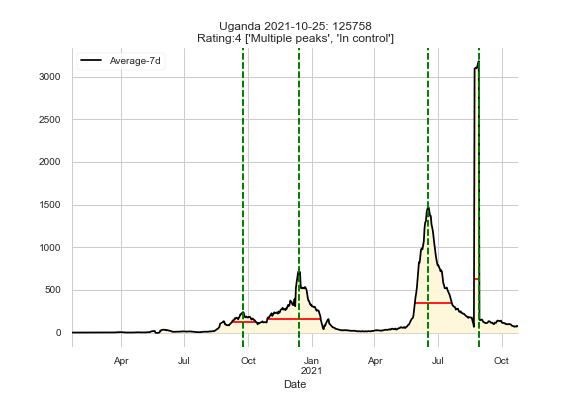 Uganda 2021-10-25: 125758
Rating:4 ['Multiple peaks', 'In control']
Average-7d
3000
2500
2000
1500
1000
500
0
Apr Jul Oct Jan Apr Jul Oct
2021
Date